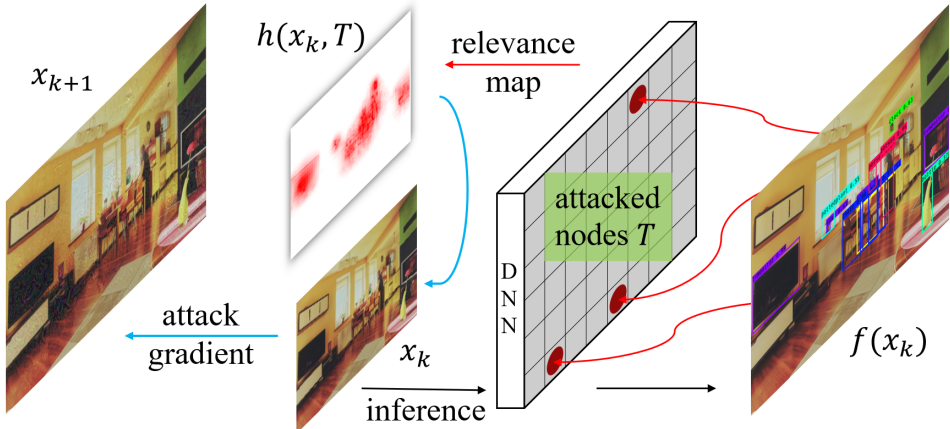 x_{k+1}
h(x_k, T)
relevance
map
attacked
nodes T
D
N
N
attack
gradient
x_k
inference
f(x_k)